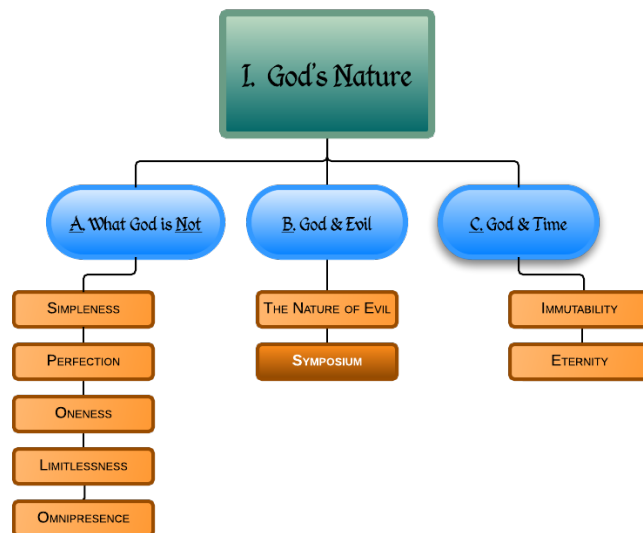 I. God's Nature
A. What God is Not
B. God & Evil
C. God & Time
Simpleness
Perfection
Oneness
Limitlessness
Omnipresence
The Nature of Evil
Symposium
Immutability
Eternity